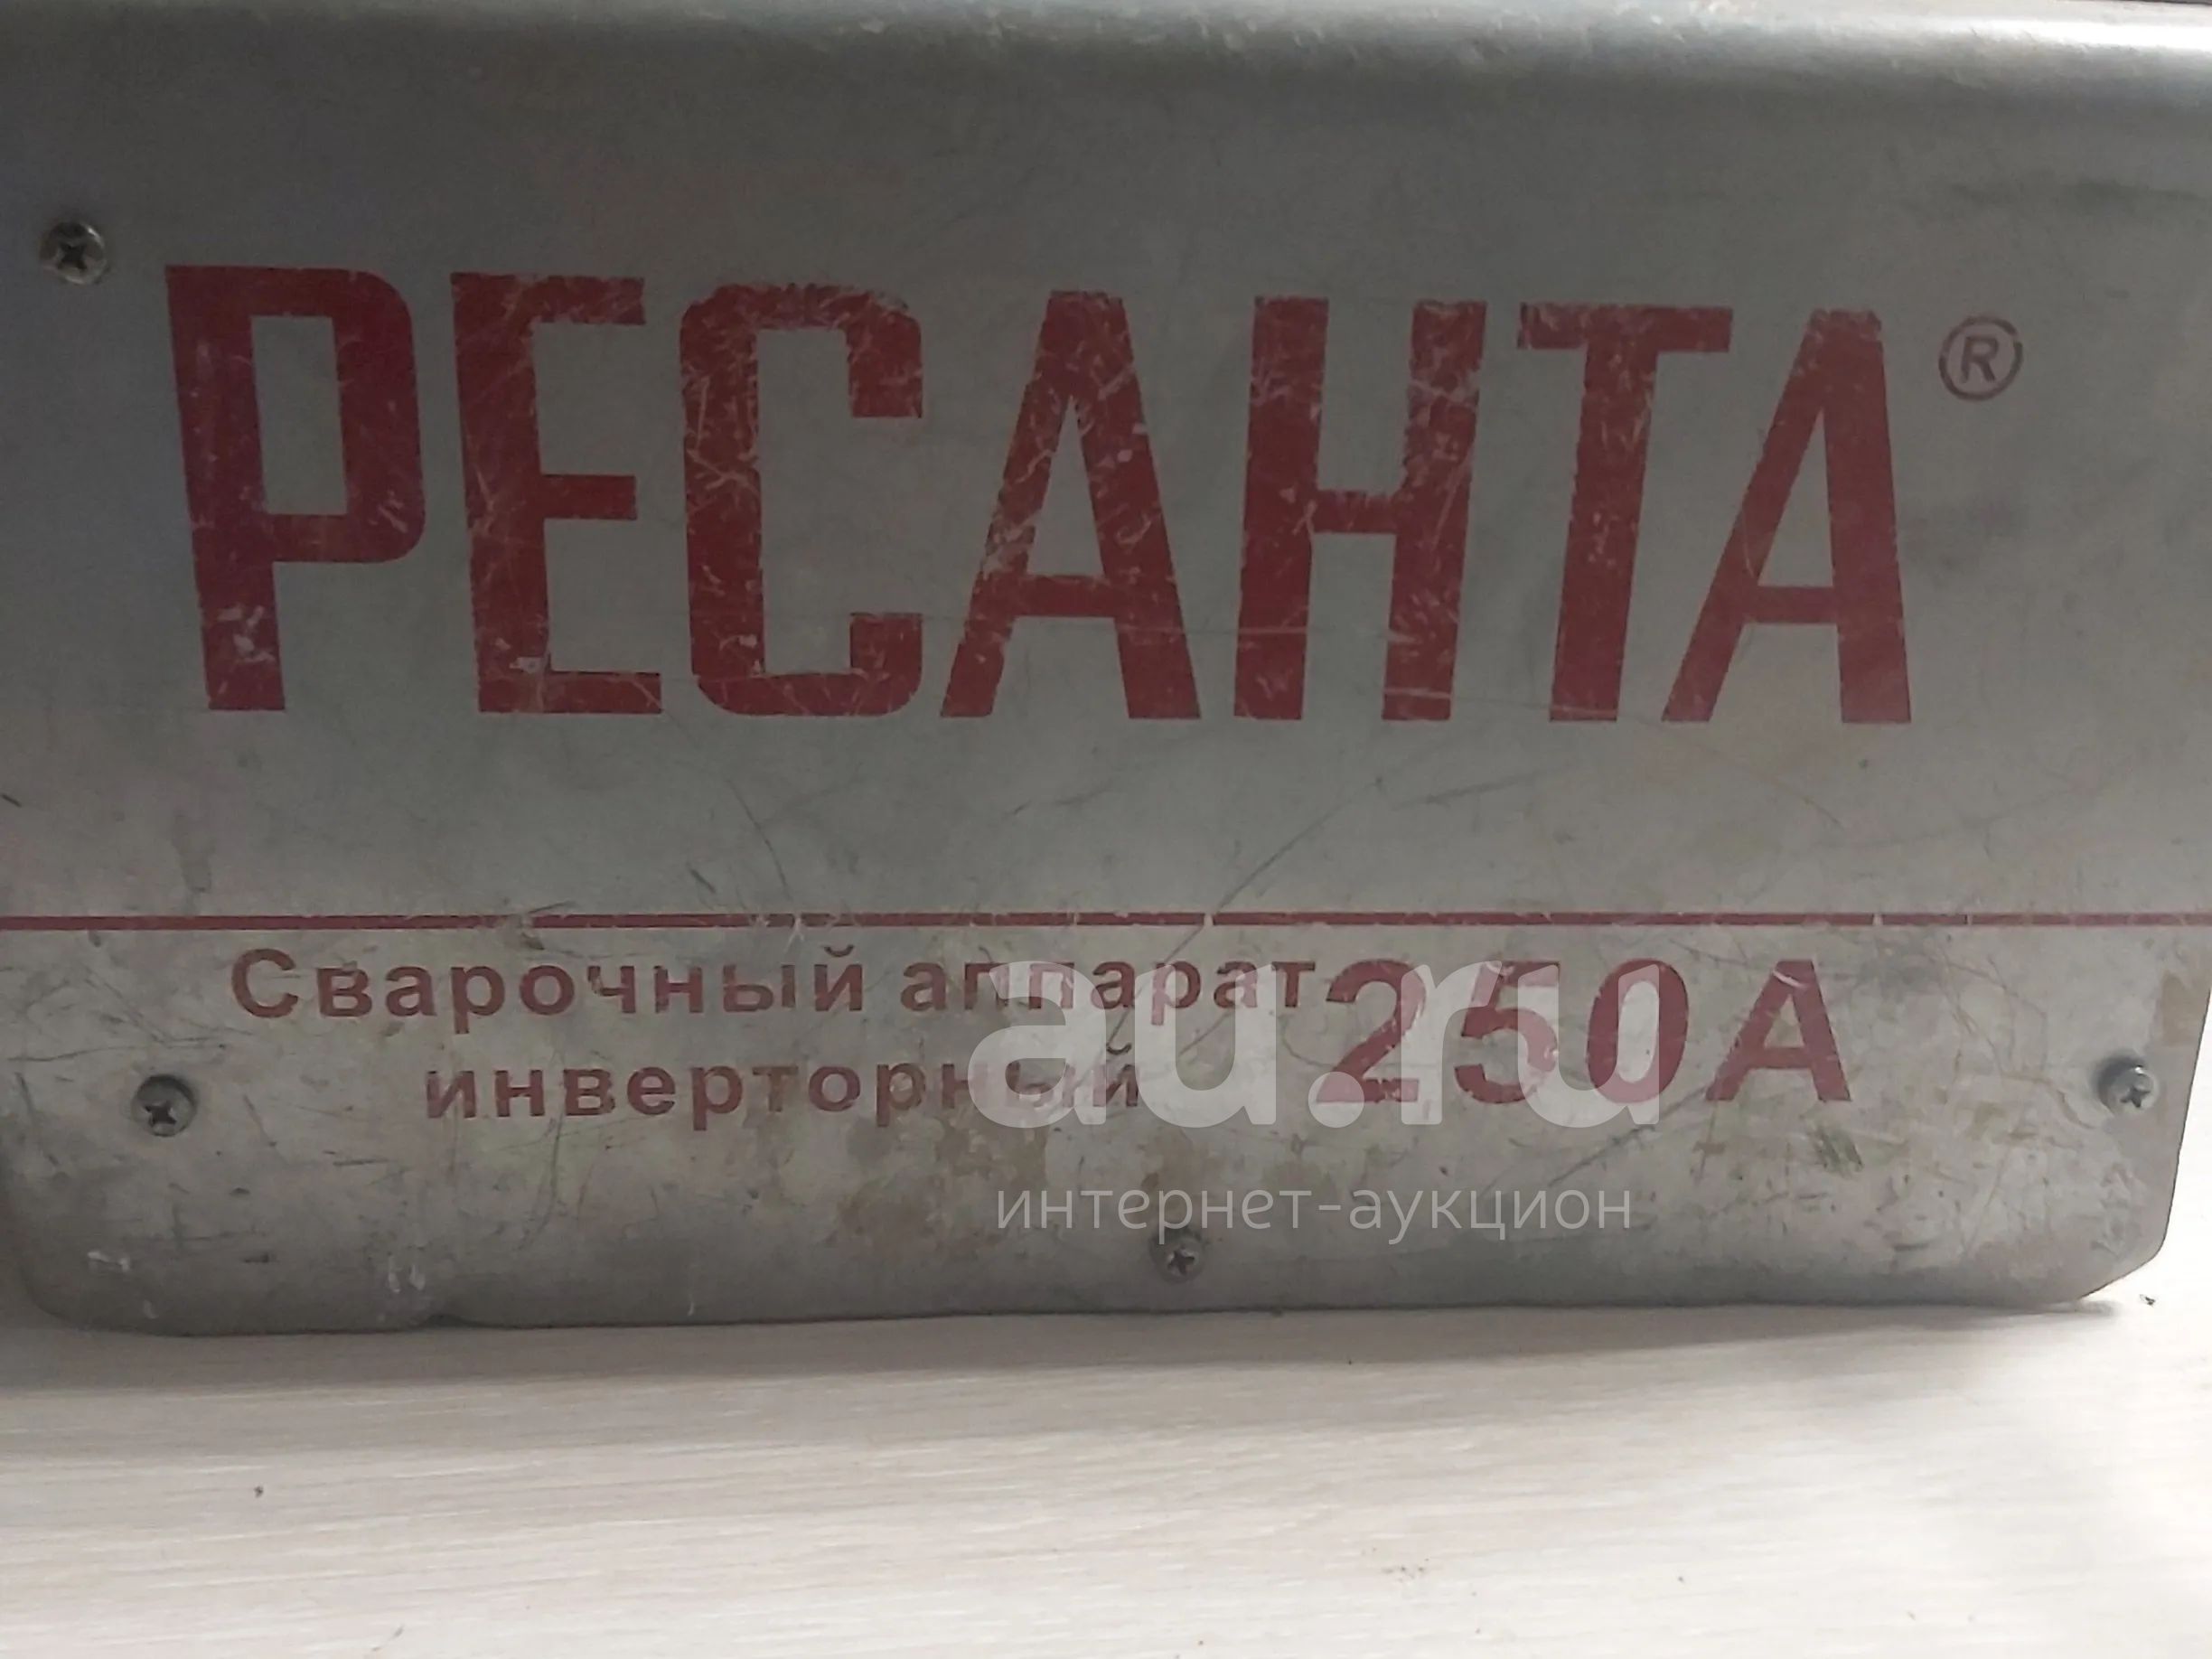 РЕСАНТА®
Сварочный аппарат 250А
инверторный
au.ru
интернет-аукцион